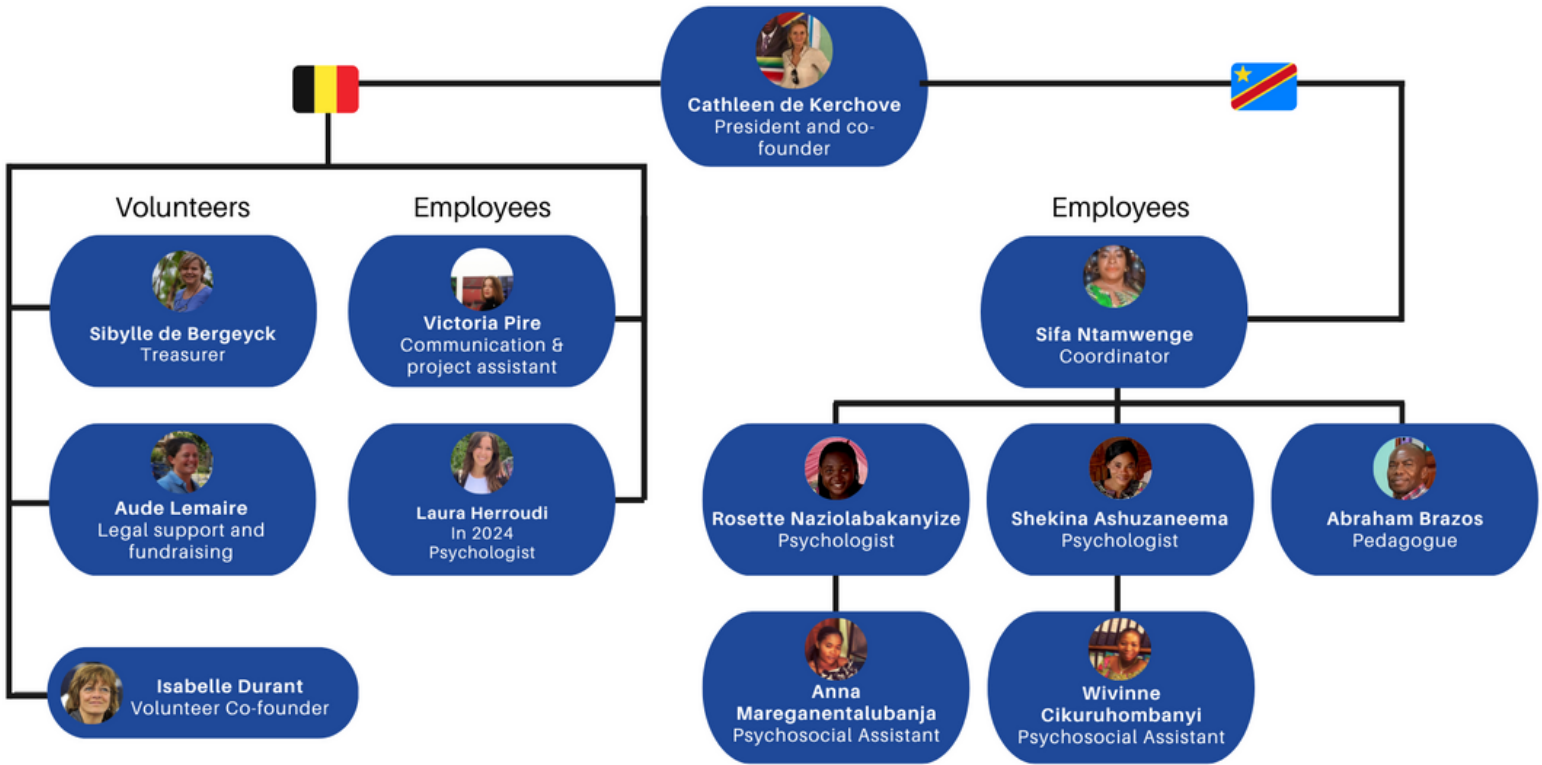 Cathleen de Kerchove
President and co-
founder
Volunteers
Employees
Employees
Sibylle de Bergeyck
Treasurer
Victoria Pire
Communication &
project assistant
Sifa Ntamwenge
Coordinator
Aude Lemaire
Legal support and
fundraising
Laura Herroudi
In 2024
Psychologist
Rosette Naziolabakanyize
Psychologist
Shekina Ashuzaneema
Psychologist
Abraham Brazos
Pedagogue
Isabelle Durant
Volunteer Co-founder
Anna
Mareganentalubanja
Psychosocial Assistant
Wivinne
Cikuruhombanyi
Psychosocial Assistant